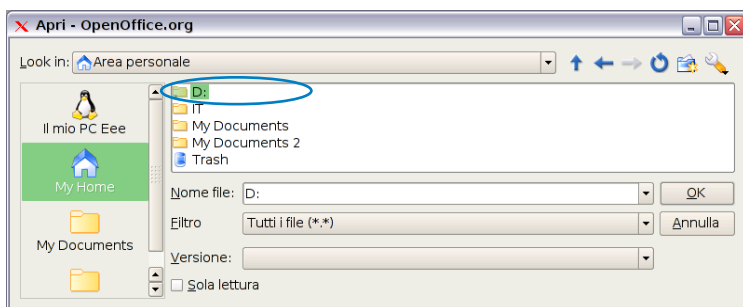 Apri - OpenOffice.org
Look in: Area personale
Il mio PC Eee
My Home
My Documents
D:
IT
My Documents
My Documents 2
Trash
Nome file: D: OK
Filtro Tutti i file (*.*) Annulla
Versione:
Sola lettura